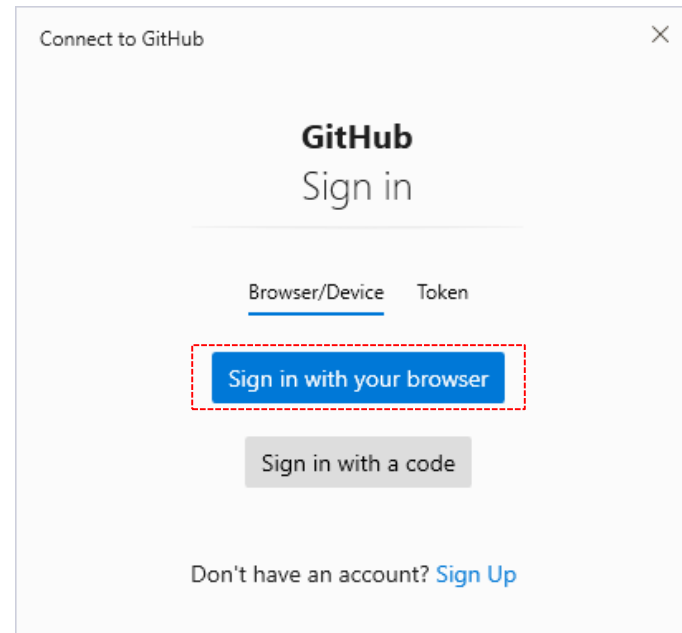 Connect to GitHub
GitHub
Sign in
Browser/Device Token
Sign in with your browser
Sign in with a code
Don't have an account? Sign Up